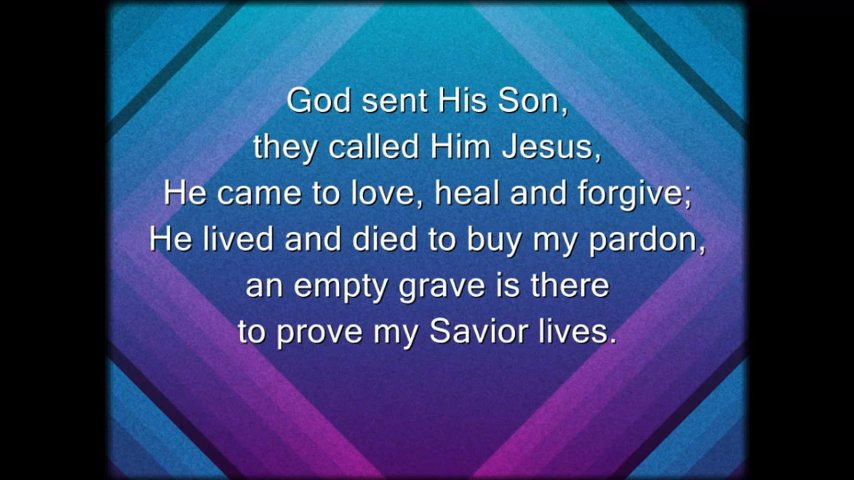 God sent His Son,
they called Him Jesus,
He came to love, heal and forgive;
He lived and died to buy my pardon,
an empty grave is there
to prove my Savior lives.